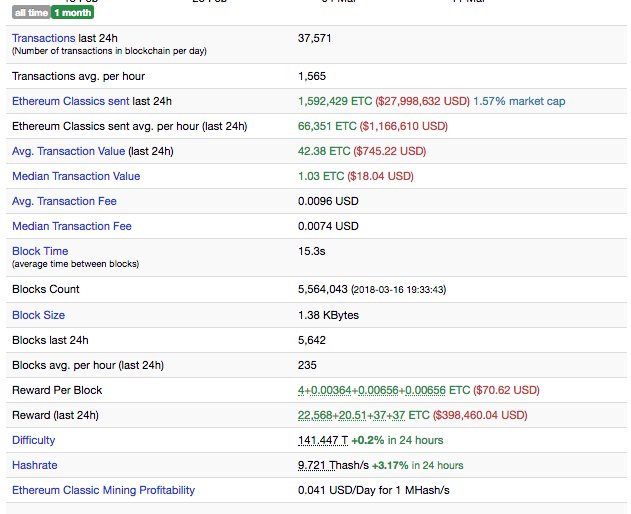 all time 1 month
Transactions last 24h 37,571
(Number of transactions in blockchain per day)
Transactions avg. per hour 1,565
Ethereum Classics sent last 24h 1,592,429 ETC ($27,998,632 USD) 1.57% market cap
Ethereum Classics sent avg. per hour (last 24h) 66,351 ETC ($1,166,610 USD)
Avg. Transaction Value (last 24h) 42.38 ETC ($745.22 USD)
Median Transaction Value 1.03 ETC ($18.04 USD)
Avg. Transaction Fee 0.0096 USD
Median Transaction Fee 0.0074 USD
Block Time 15.3s
(average time between blocks)
Blocks Count 5,564,043 (2018-03-16 19:33:43)
Block Size 1.38 KBytes
Blocks last 24h 5,642
Blocks avg. per hour (last 24h) 235
Reward Per Block 4+0.00364+0.00656+0.00656 ETC ($70.62 USD)
Reward (last 24h) 22,568+20.51+37+37 ETC ($398,460.04 USD)
Difficulty 141.447 T +0.2% in 24 hours
Hashrate 9.721 Thash/s +3.17% in 24 hours
Ethereum Classic Mining Profitability 0.041 USD/Day for 1 MHash/s